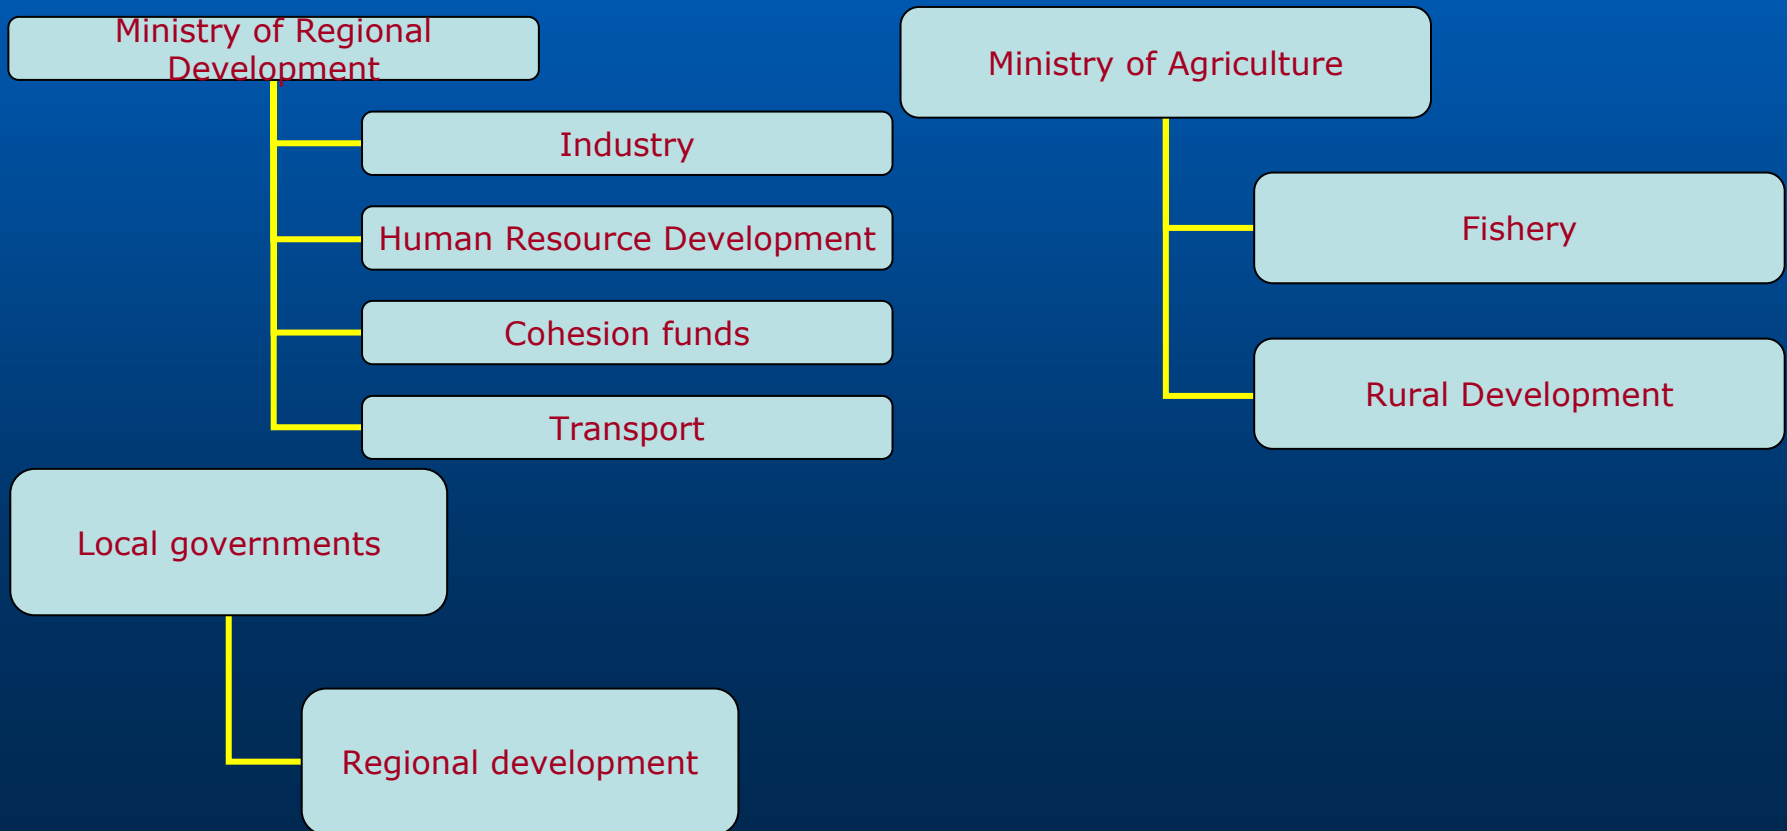 Ministry of Regional
Development
Industry
Human Resource Development
Cohesion funds
Transport
Ministry of Agriculture
Fishery
Rural Development
Local governments
Regional development